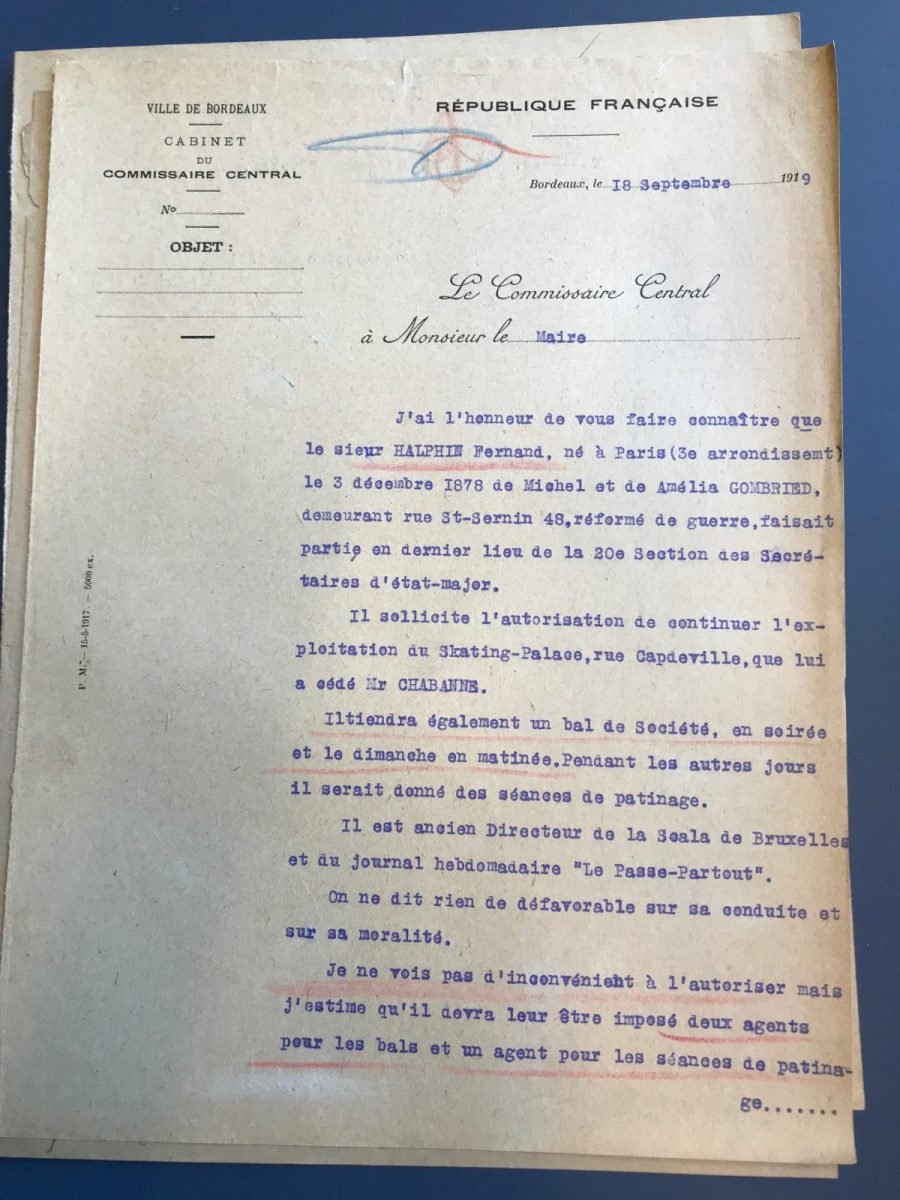 VILLE DE BORDEAUX
CABINET
DU
COMMISSAIRE CENTRAL
No
OBJET :
RÉPUBLIQUE FRANÇAISE
Bordeaux, le 18 Septembre 1919
Le Commissaire Central
à Monsieur le Maire
J'ai l'honneur de vous faire connaître que
le sieur HALPHIN Fernand, né à Paris(3e arrondissemt)
le 3 décembre 1878 de Michel et de Amélia GOMBRIED,
demeurant rue St-Sernin 48,réformé de guerre,faisait
partie en dernier lieu de la 20e Section des Secré-
taires d'état-major.
Il sollicite l'autorisation de continuer l'ex-
ploitation du Skating-Palace,rue Capdeville,que lui
a cédé Mr CHABANNE.
Iltiendra également un bal de Société, en soirée
et le dimanche en matinée.Pendant les autres jours
il serait donné des séances de patinage.
Il est ancien Directeur de la Scala de Bruxelles
et du journal hebdomadaire "Le Passe-Partout".
On ne dit rien de défavorable sur sa conduite et
sur sa moralité.
Je ne vois pas d'inconvénient à l'autoriser mais
j'estime qu'il devra leur être imposé deux agents
pour les bals et un agent pour les séances de patina-
ge.......
P. M. — 15-5-1917. — 5000 ex.